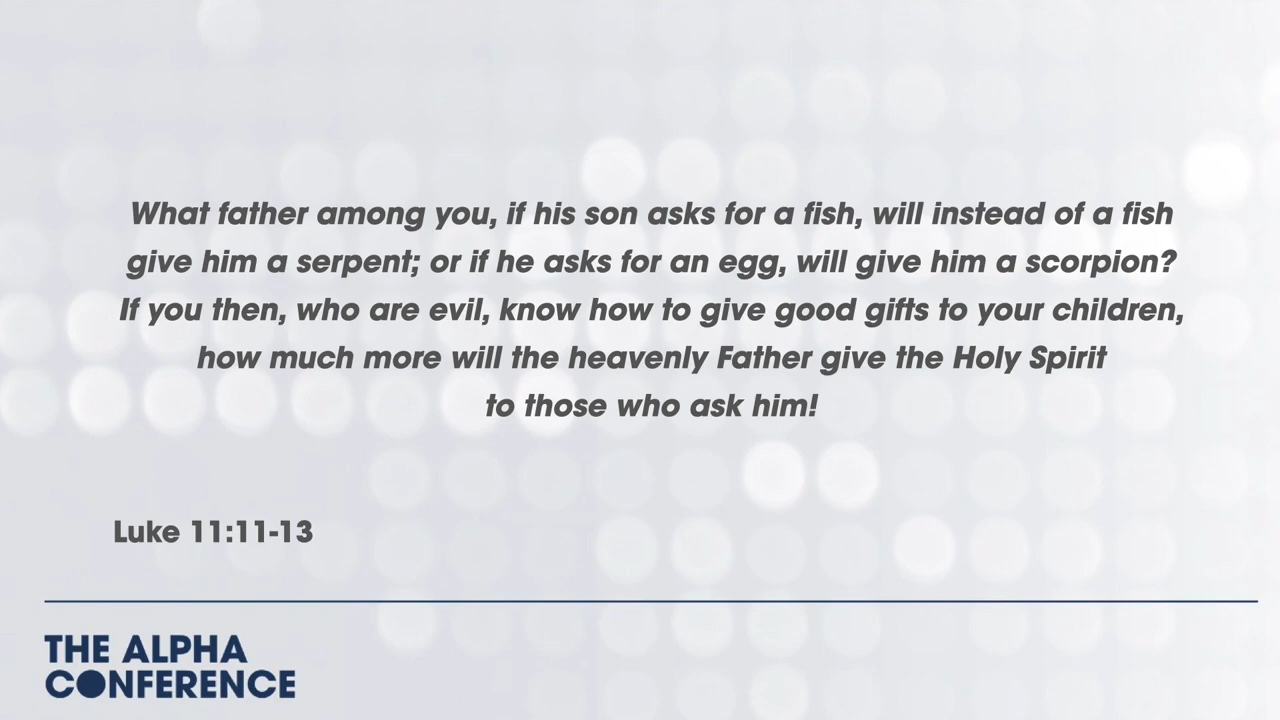 What father among you, if his son asks for a fish, will instead of a fish
give him a serpent; or if he asks for an egg, will give him a scorpion?
If you then, who are evil, know how to give good gifts to your children,
how much more will the heavenly Father give the Holy Spirit
to those who ask him!
Luke 11:11-13
THE ALPHA
CONFERENCE